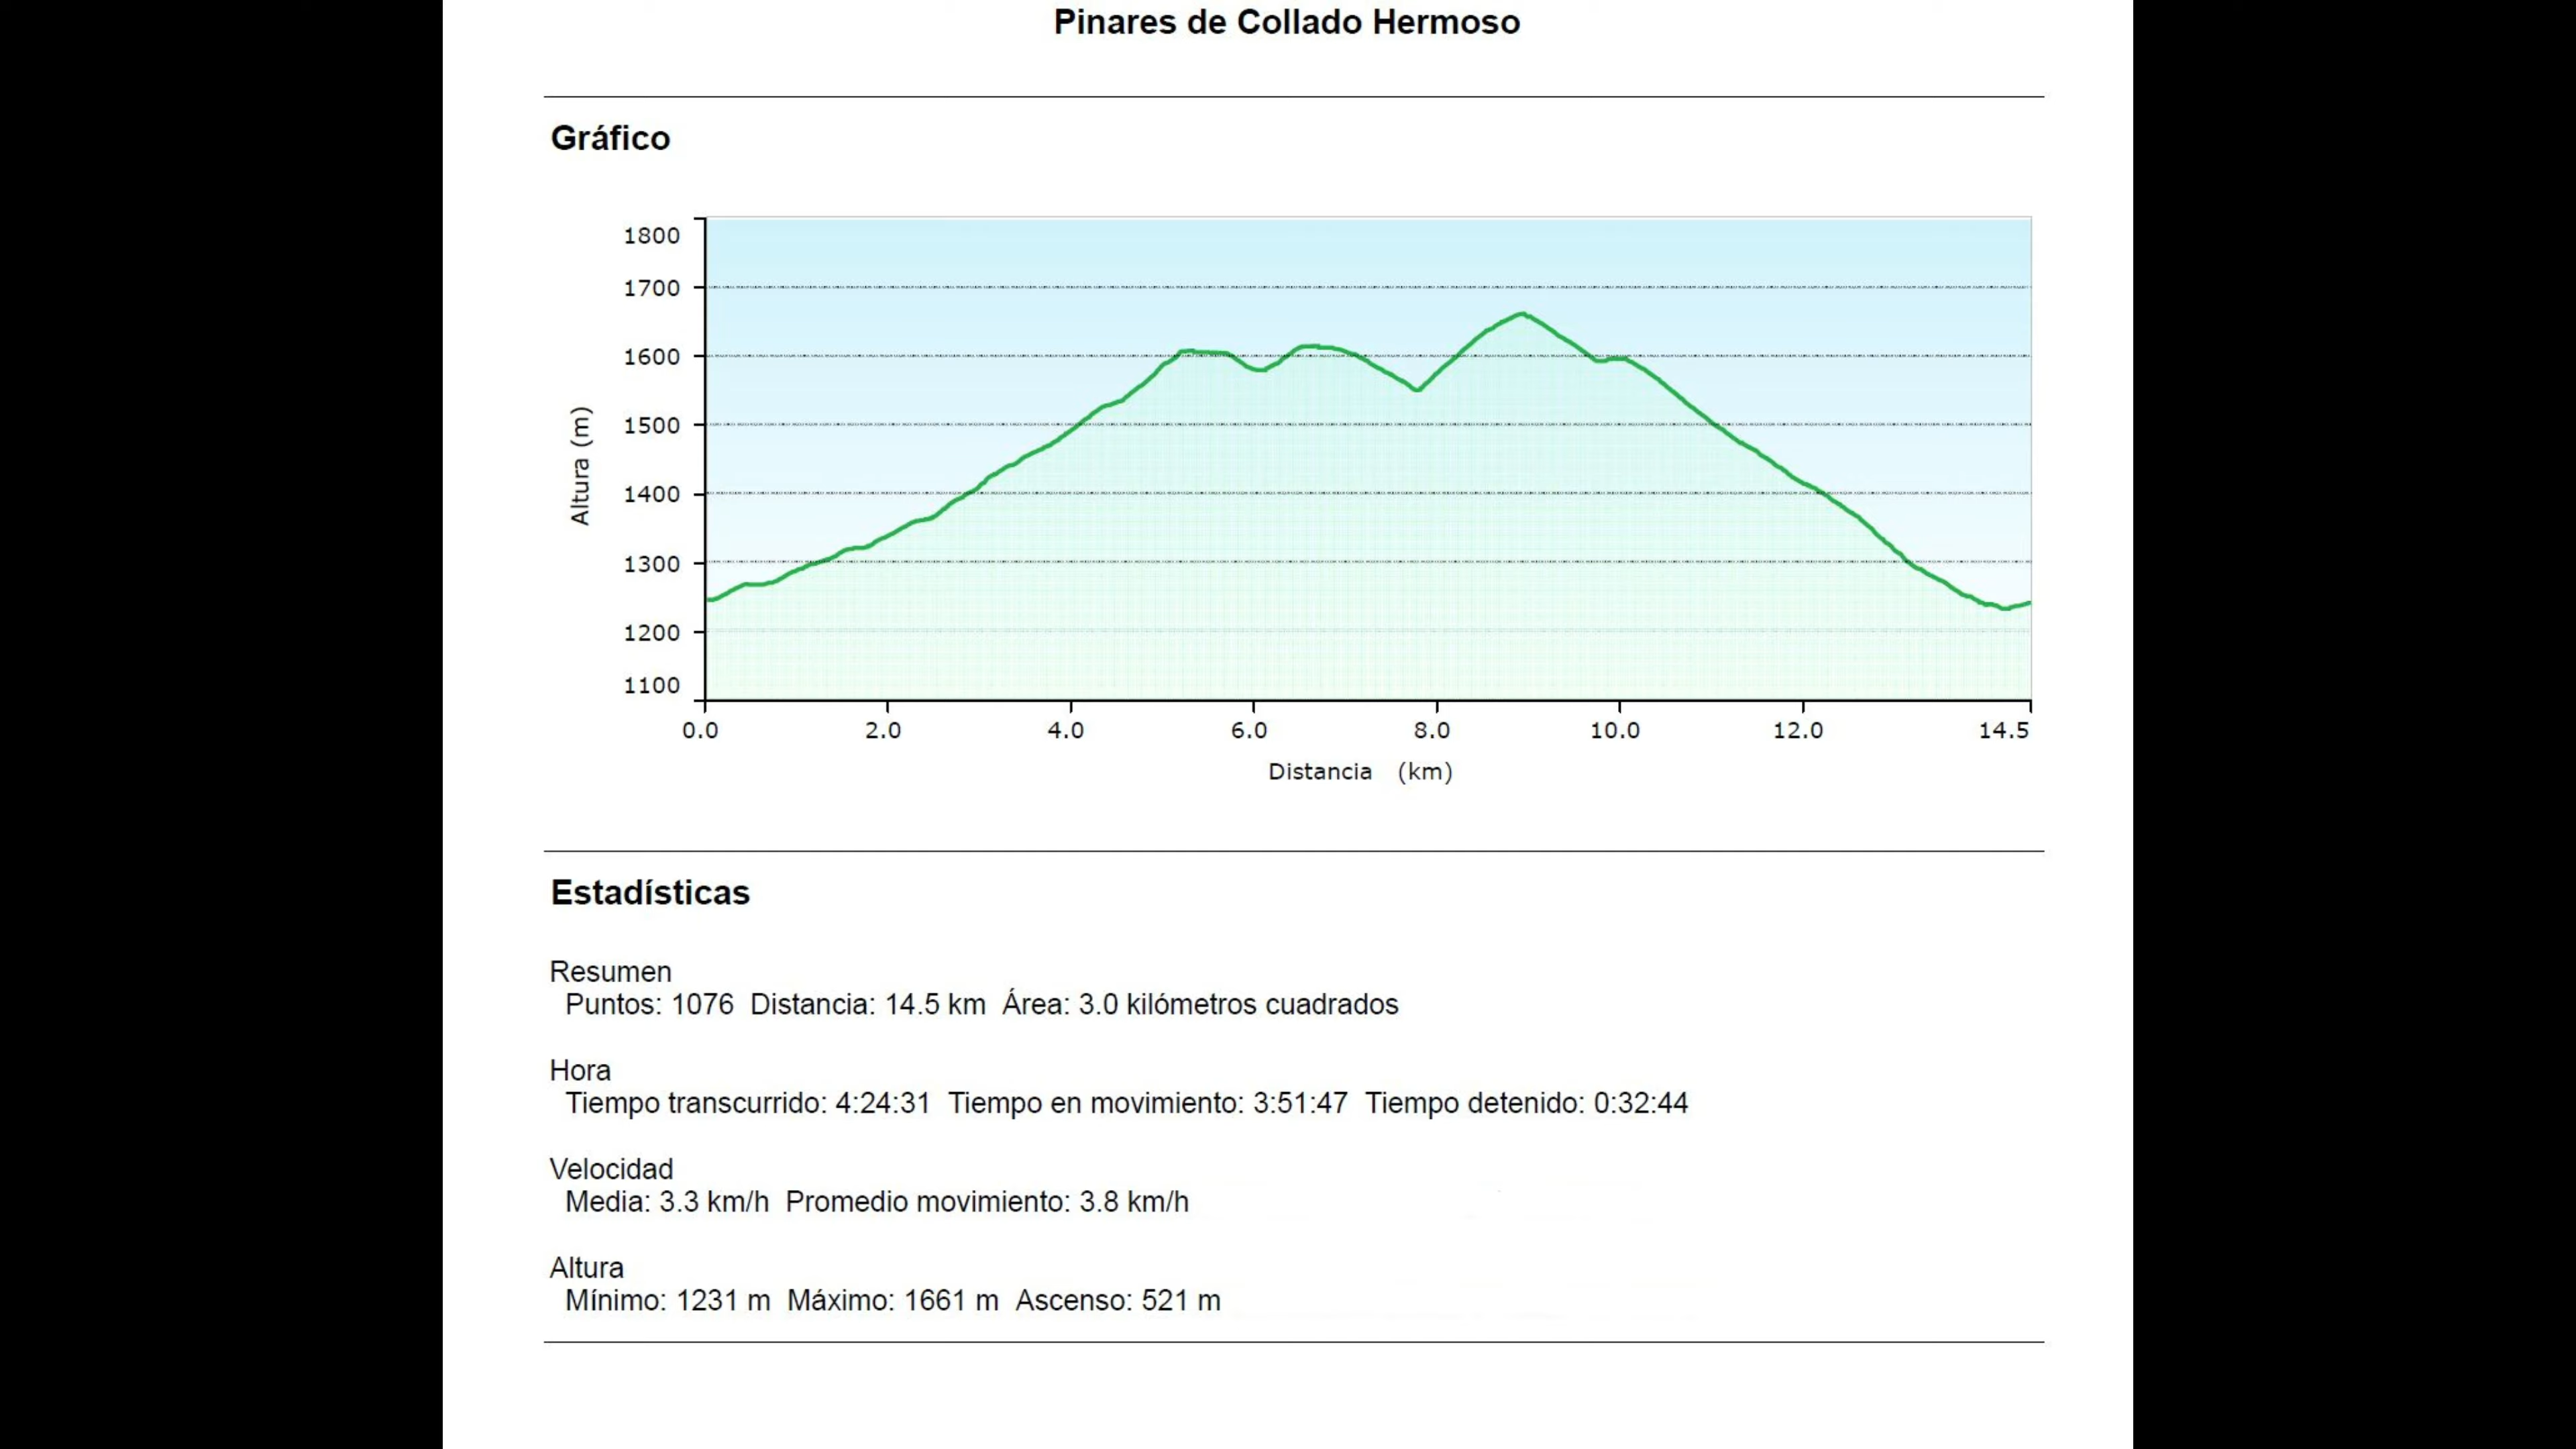 Pinares de Collado Hermoso
Gráfico
1800
1700
1600
1500
1400
1300
1200
1100
Altura (m)
0.0 2.0 4.0 6.0 8.0 10.0 12.0 14.5
Distancia (km)
Estadísticas
Resumen
Puntos: 1076 Distancia: 14.5 km Área: 3.0 kilómetros cuadrados
Hora
Tiempo transcurrido: 4:24:31 Tiempo en movimiento: 3:51:47 Tiempo detenido: 0:32:44
Velocidad
Media: 3.3 km/h Promedio movimiento: 3.8 km/h
Altura
Mínimo: 1231 m Máximo: 1661 m Ascenso: 521 m